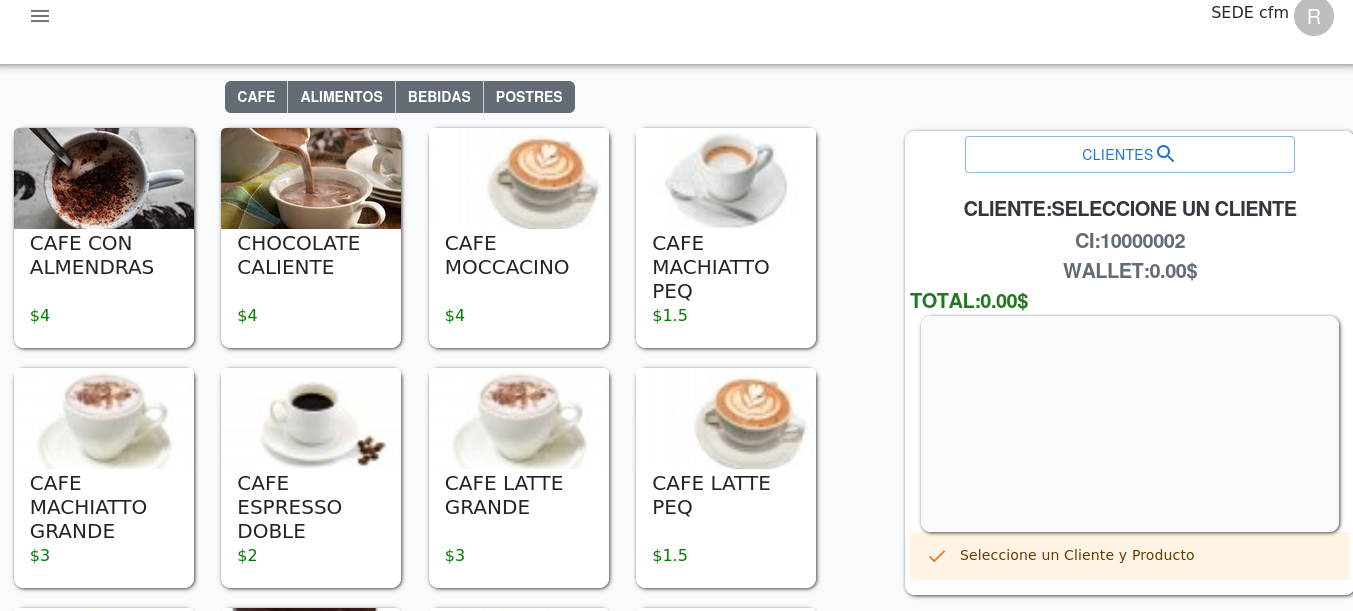 SEDE cfm R
CAFE ALIMENTOS BEBIDAS POSTRES
CAFE CON
ALMENDRAS
$4
CHOCOLATE
CALIENTE
$4
CAFE
MOCCACINO
$4
CAFE
MACHIATTO
PEQ
$1.5
CAFE
MACHIATTO
GRANDE
$3
CAFE
ESPRESSO
DOBLE
$2
CAFE LATTE
GRANDE
$3
CAFE LATTE
PEQ
$1.5
CLIENTES
CLIENTE:SELECCIONE UN CLIENTE
CI:10000002
WALLET:0.00$
TOTAL:0.00$
Seleccione un Cliente y Producto